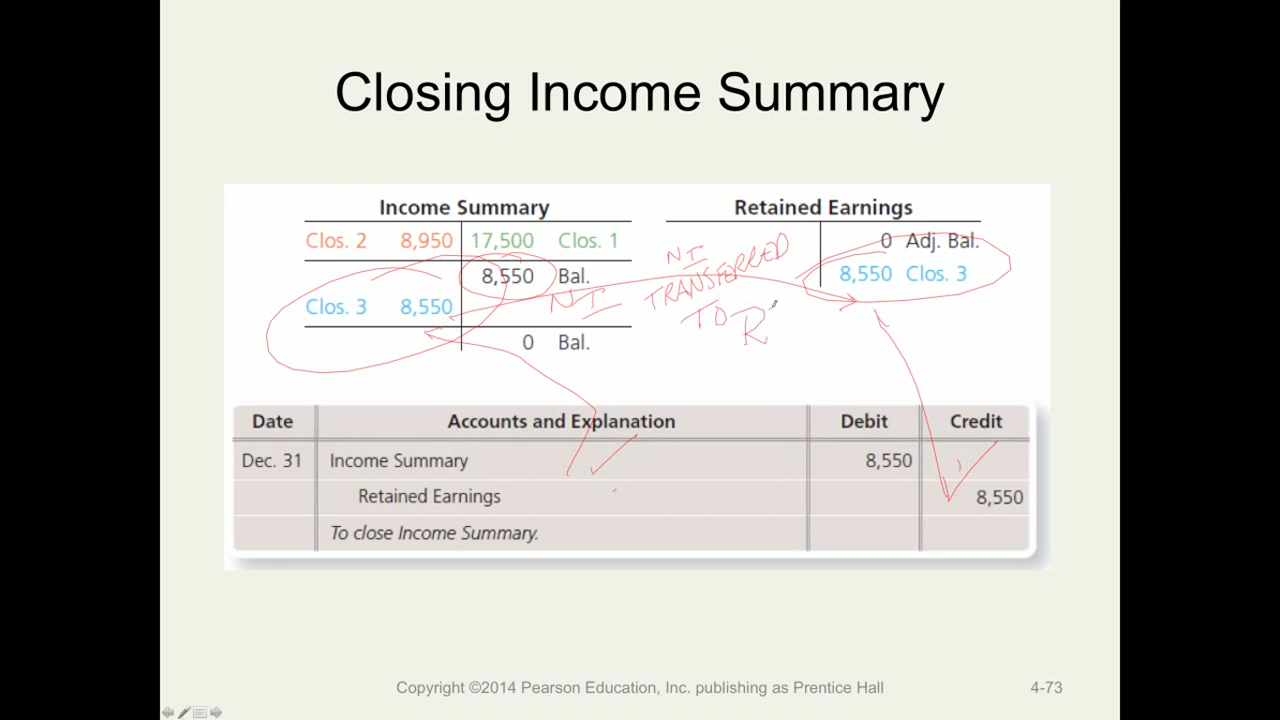 Closing Income Summary
Income Summary
Retained Earnings
Clos. 2 8,950 17,500 Clos. 1
0 Adj. Bal.
8,550 Bal.
8,550 Clos. 3
Clos. 3 8,550
0 Bal.
NI
NI
TRANSFERRED
TO R
Date Accounts and Explanation Debit Credit
Dec. 31 Income Summary 8,550
Retained Earnings 8,550
To close Income Summary.
Copyright ©2014 Pearson Education, Inc. publishing as Prentice Hall
4-73